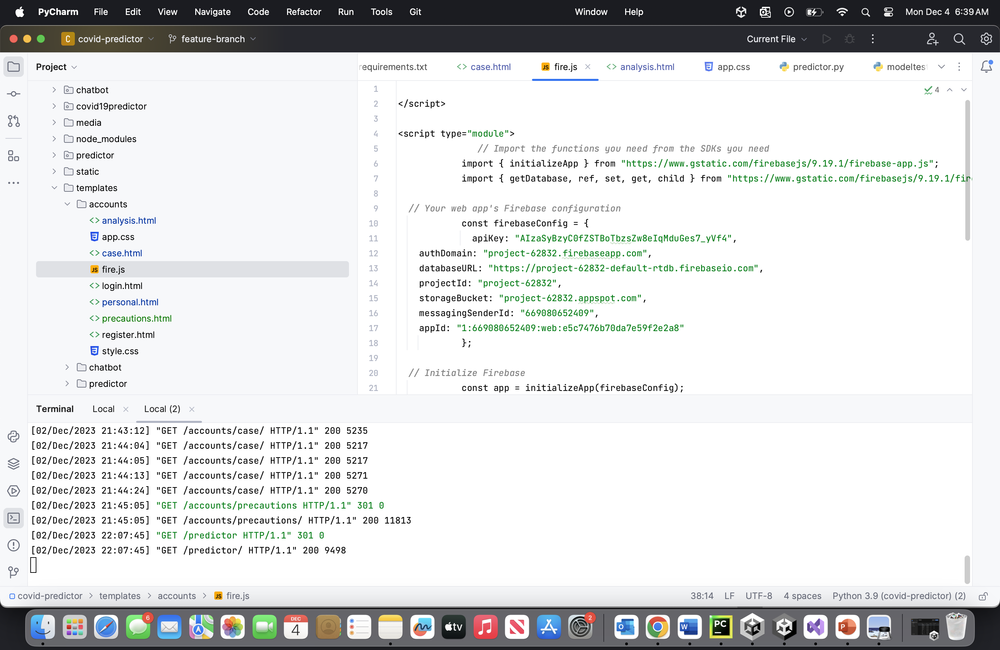 PyCharm File Edit View Navigate Code Refactor Run Tools Git Window Help Mon Dec 4 6:39 AM
C covid-predictor feature-branch Current File
Project
chatbot
covid19predictor
media
node_modules
predictor
static
templates
accounts
analysis.html
app.css
case.html
JS fire.js
login.html
personal.html
precautions.html
register.html
style.css
chatbot
predictor
requirements.txt case.html JS fire.js analysis.html app.css predictor.py modeltes
4
1
2 </script>
3
4 <script type="module">
5 // Import the functions you need from the SDKs you need
6 import { initializeApp } from "https://www.gstatic.com/firebasejs/9.19.1/firebase-app.js";
7 import { getDatabase, ref, set, get, child } from "https://www.gstatic.com/firebasejs/9.19.1/fir
8
9 // Your web app's Firebase configuration
10 const firebaseConfig = {
11 apiKey: "AIzaSyBzyC0fZSTBoTbzsZw8eIqMduGes7_yVf4",
12 authDomain: "project-62832.firebaseapp.com",
13 databaseURL: "https://project-62832-default-rtdb.firebaseio.com",
14 projectId: "project-62832",
15 storageBucket: "project-62832.appspot.com",
16 messagingSenderId: "669080652409",
17 appId: "1:669080652409:web:e5c7476b70da7e59f2e2a8"
18 };
19
20 // Initialize Firebase
21 const app = initializeApp(firebaseConfig);
Terminal Local Local (2)
[02/Dec/2023 21:43:12] "GET /accounts/case/ HTTP/1.1" 200 5235
[02/Dec/2023 21:44:04] "GET /accounts/case/ HTTP/1.1" 200 5217
[02/Dec/2023 21:44:05] "GET /accounts/case/ HTTP/1.1" 200 5217
[02/Dec/2023 21:44:13] "GET /accounts/case/ HTTP/1.1" 200 5271
[02/Dec/2023 21:44:24] "GET /accounts/case/ HTTP/1.1" 200 5270
[02/Dec/2023 21:45:05] "GET /accounts/precautions HTTP/1.1" 301 0
[02/Dec/2023 21:45:05] "GET /accounts/precautions/ HTTP/1.1" 200 11813
[02/Dec/2023 22:07:45] "GET /predictor HTTP/1.1" 301 0
[02/Dec/2023 22:07:45] "GET /predictor/ HTTP/1.1" 200 9498
covid-predictor > templates > accounts > JS fire.js 38:14 LF UTF-8 4 spaces Python 3.9 (covid-predictor) (2)
6 DEC 4 tv 2 O W PC P